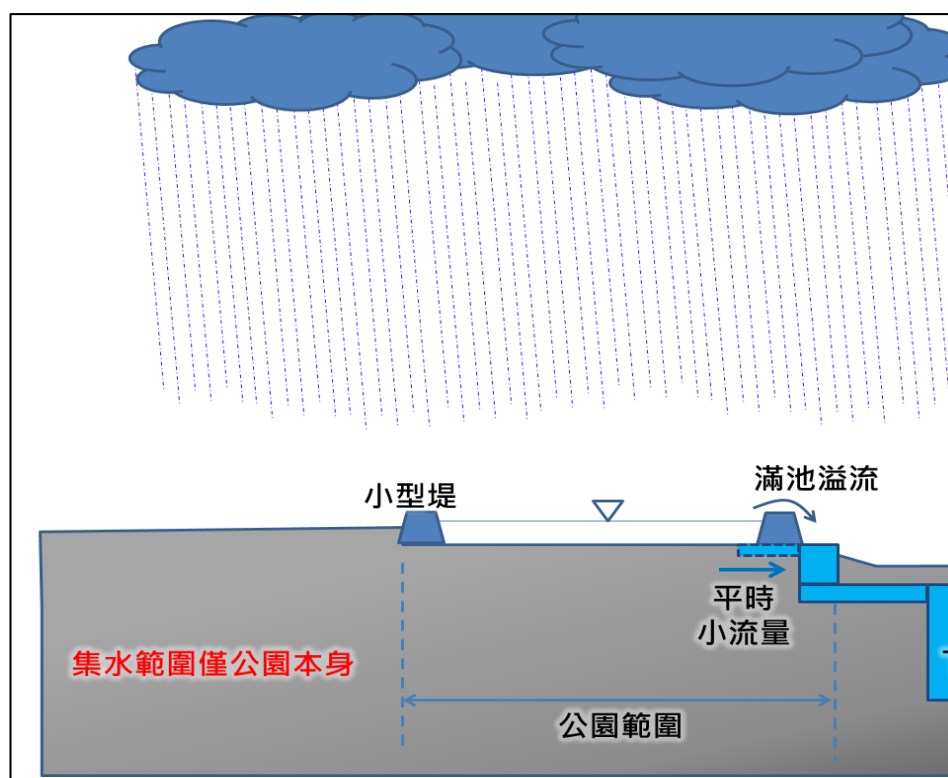 小型堤
滿池溢流
平時
小流量
集水範圍僅公園本身
公園範圍